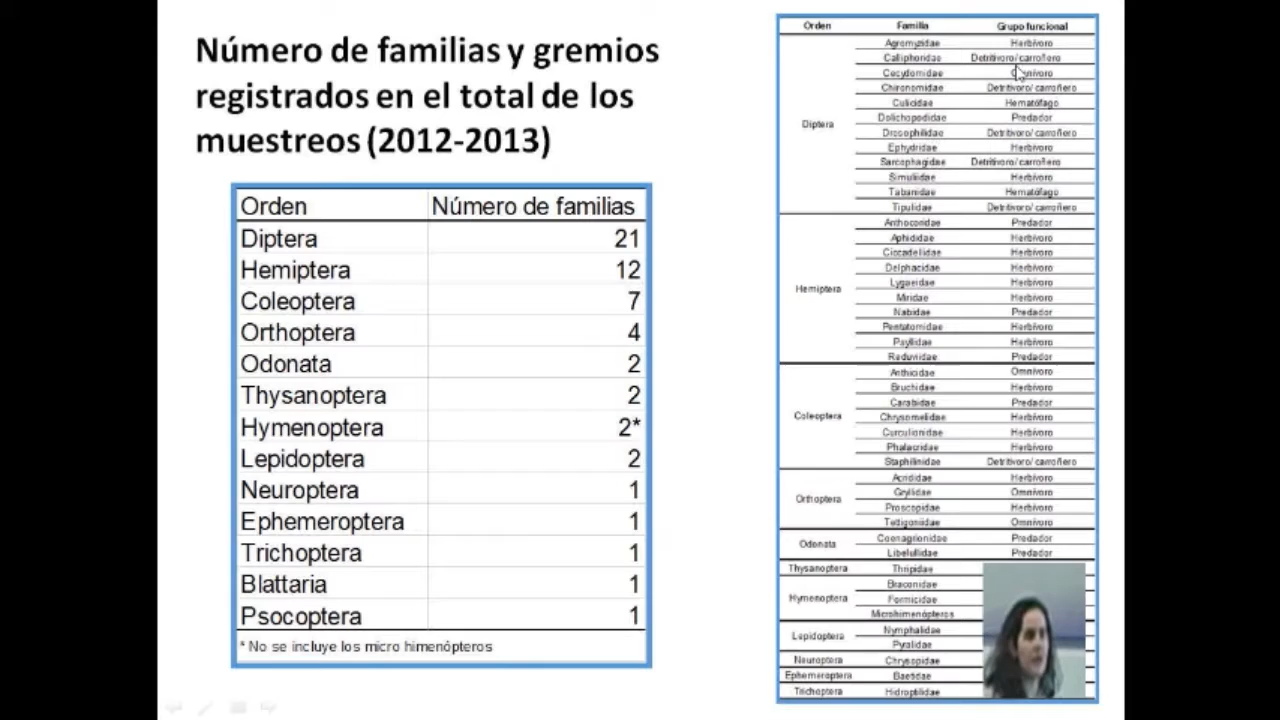 Número de familias y gremios
registrados en el total de los
muestreos (2012-2013)
Orden Número de familias
Diptera 21
Hemiptera 12
Coleoptera 7
Orthoptera 4
Odonata 2
Thysanoptera 2
Hymenoptera 2*
Lepidoptera 2
Neuroptera 1
Ephemeroptera 1
Trichoptera 1
Blattaria 1
Psocoptera 1
* No se incluye los micro himenópteros
Orden Familia Grupo funcional
Diptera
Agromyzidae Herbívoro
Calliphoridae Detritívoro/carroñero
Cecydomidae
Chironomidae Detritívoro/ carroñero
Culicidae Hematófago
Dolichopodidae Predador
Drosophilidae Detritívoro/ carroñero
Ephydridae Herbívoro
Sarcophagidae Detritívoro/carroñero
Simuliidae Herbívoro
Tabanidae Hematófago
Tipulidae Detritívoro/ carroñero
Hemiptera
Anthocoridae Predador
Aphididae Herbívoro
Cicadellidae Herbívoro
Delphacidae Herbívoro
Lygaeidae Herbívoro
Miridae Herbívoro
Nabidae Predador
Pentatomidae Herbívoro
Psyllidae Herbívoro
Reduviidae Predador
Coleoptera
Anthicidae Omnívoro
Bruchidae Herbívoro
Carabidae Predador
Chrysomelidae Herbívoro
Curculionidae Herbívoro
Phalacridae Herbívoro
Staphilinidae Detritívoro/ carroñero
Orthoptera
Acrididae Herbívoro
Gryllidae Omnívoro
Proscopidae Herbívoro
Tettigoniidae Omnívoro
Odonata
Coenagrionidae Predador
Libelullidae Predador
Thysanoptera Thripidae
Hymenoptera
Braconidae
Formicidae
Microhimenópteros
Lepidoptera
Nymphalidae
Pyralidae
Neuroptera Chrysopidae
Ephemeroptera Baetidae
Trichoptera Hidroptilidae